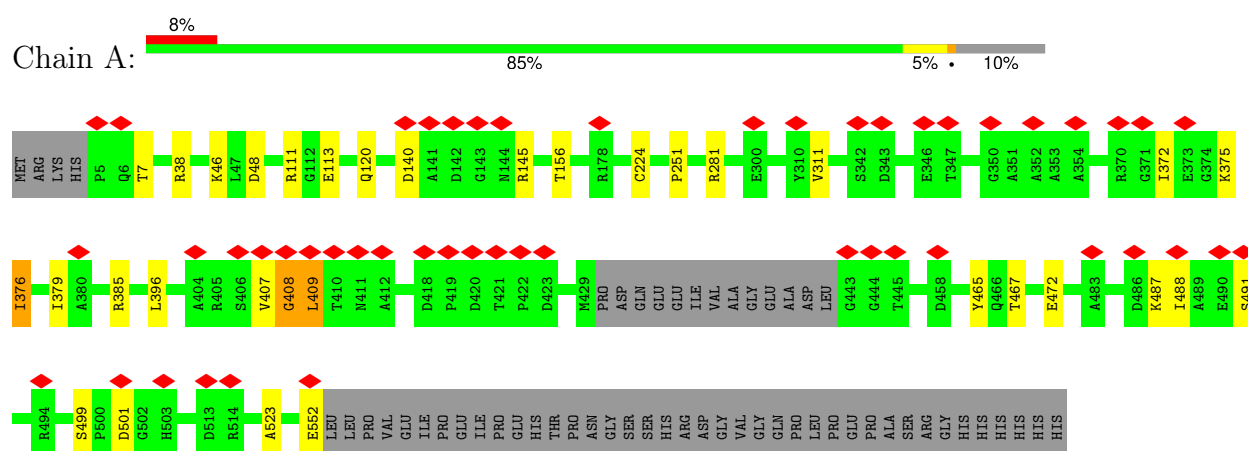 8%
Chain A:
85% 5% • 10%
MET ARG LYS HIS P5 Q6 T7 R38 K46 L47 D48 R111 G112 E113 Q120 D140 A141 D142 G143 N144 R145 T156 R178 C224 P251 R281 E300 Y310 V311 S342 D343 E346 T347 G350 A351 A352 A353 A354 R370 G371 I372 E373 G374 K375
I376 I379 A380 R385 L396 A404 R405 S406 V407 G408 L409 T410 N411 A412 D418 P419 D420 T421 P422 D423 M429 PRO ASP GLN GLU GLU ILE VAL ALA GLY GLU ALA ASP LEU G443 G444 T445 D458 Y465 Q466 T467 E472 A483 D486 K487 I488 A489 E490 S491
R494 S499 P500 D501 G502 H503 D513 R514 A523 E552 LEU LEU PRO VAL GLU ILE PRO GLU ILE PRO GLU HIS THR PRO ASN GLY SER SER HIS ARG ASP GLY VAL GLY GLN PRO LEU PRO GLU PRO ALA SER ARG GLY HIS HIS HIS HIS HIS HIS